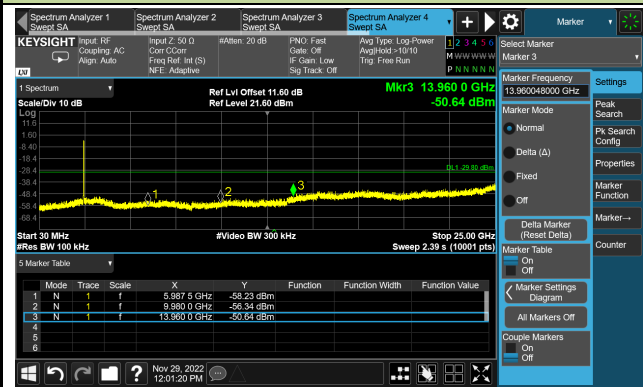 Spectrum Analyzer 1
Swept SA
Spectrum Analyzer 2
Swept SA
Spectrum Analyzer 3
Swept SA
Spectrum Analyzer 4
Swept SA
Marker
KEYSIGHT
Input: RF
Coupling: AC
Align: Auto
Input Z: 50 Ω
Corr CCorr
Freq Ref: Int (S)
NFE: Adaptive
#Atten: 20 dB
PNO: Fast
Gate: Off
IF Gain: Low
Sig Track: Off
Avg Type: Log-Power
Avg|Hold:>10/10
Trig: Free Run
1 2 3 4 5 6
M W W W W W
P N N N N N
LXI
Select Marker
Marker 3
1 Spectrum
Scale/Div 10 dB
Log
Ref Lvl Offset 11.60 dB
Ref Level 21.60 dBm
Mkr3 13.960 0 GHz
-50.64 dBm
11.6
1.60
-8.40
-18.4
-28.4
-38.4
-48.4
-58.4
-68.4
DL1 -29.80 dBm
1
2
3
Start 30 MHz
#Res BW 100 kHz
#Video BW 300 kHz
Stop 25.00 GHz
Sweep 2.39 s (10001 pts)
5 Marker Table
Mode Trace Scale X Y Function Function Width Function Value
1 N 1 f 5.987 5 GHz -58.23 dBm
2 N 1 f 9.980 0 GHz -56.34 dBm
3 N 1 f 13.960 0 GHz -50.64 dBm
4
5
6
Nov 29, 2022
12:01:20 PM
Marker Frequency
13.960048000 GHz
Marker Mode
Normal
Delta (Δ)
Fixed
Off
Delta Marker
(Reset Delta)
Marker Table
On
Off
Marker Settings
Diagram
All Markers Off
Couple Markers
On
Off
Settings
Peak
Search
Pk Search
Config
Properties
Marker
Function
Marker→
Counter